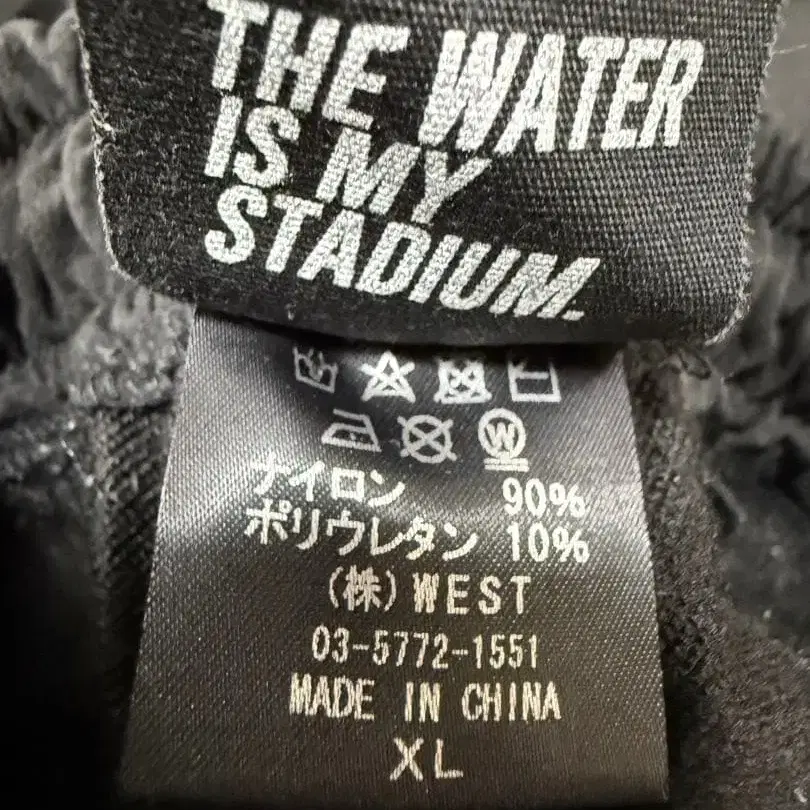 THE WATER
IS MY
STADIUM.
W
ナイロン 90%
ポリウレタン 10%
(株)WEST
03-5772-1551
MADE IN CHINA
XL